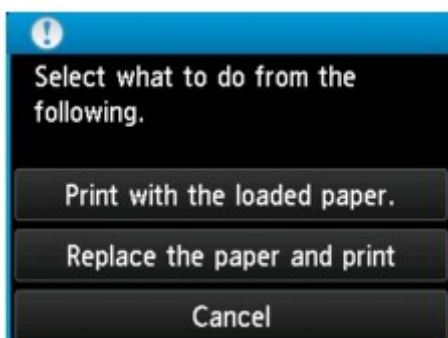 Select what to do from the
following.
Print with the loaded paper.
Replace the paper and print
Cancel